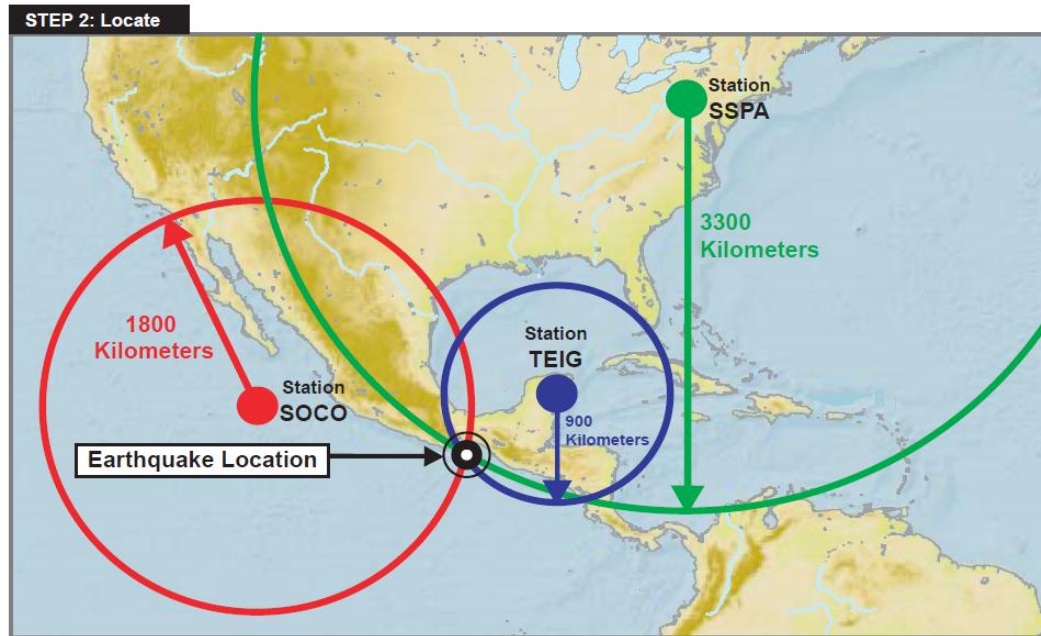 STEP 2: Locate
Station
SSPA
3300
Kilometers
1800
Kilometers
Station
TEIG
Station
SOCO
900
Kilometers
Earthquake Location